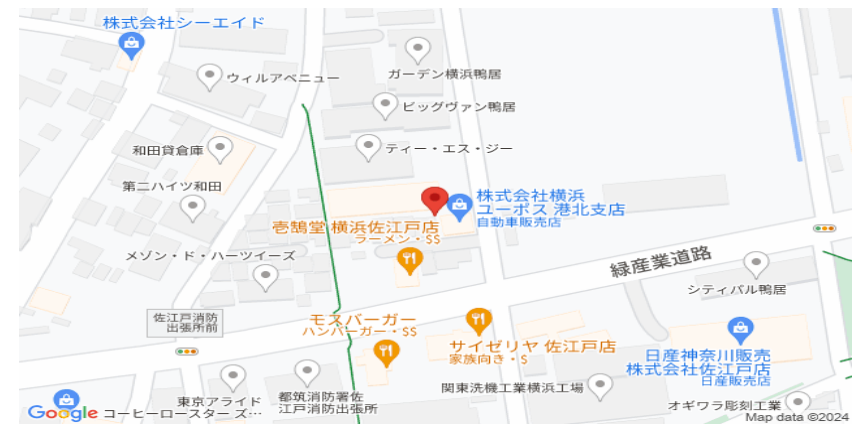 株式会社シーエイド
ウィルアベニュー
ガーデン横浜鴨居
ビッグヴァン鴨居
和田貸倉庫
ティー・エス・ジー
第二ハイツ和田
株式会社横浜
ユーポス 港北支店
自動車販売店
壱鵠堂 横浜佐江戸店
ラーメン・$$
メゾン・ド・ハーツイーズ
緑産業道路
シティパル鴨居
佐江戸消防
出張所前
モスバーガー
ハンバーガー・$$
サイゼリヤ 佐江戸店
家族向き・$
日産神奈川販売
株式会社佐江戸店
日産販売店
関東洗機工業横浜工場
東京アライド
コーヒーロースター ズ…
都筑消防署佐
江戸消防出張所
オギワラ彫刻工業
Google
Map data ©2024